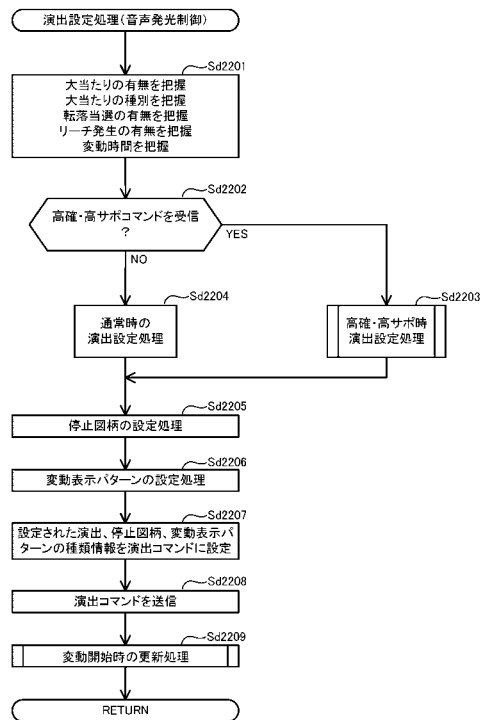 演出設定処理(音声発光制御)
Sd2201
大当たりの有無を把握
大当たりの種別を把握
転落当選の有無を把握
リーチ発生の有無を把握
変動時間を把握
Sd2202
高確・高サポコマンドを受信
?
YES
NO
Sd2204
通常時の
演出設定処理
Sd2203
高確・高サポ時
演出設定処理
Sd2205
停止図柄の設定処理
Sd2206
変動表示パターンの設定処理
Sd2207
設定された演出、停止図柄、変動表示パ
ターンの種類情報を演出コマンドに設定
Sd2208
演出コマンドを送信
Sd2209
変動開始時の更新処理
RETURN